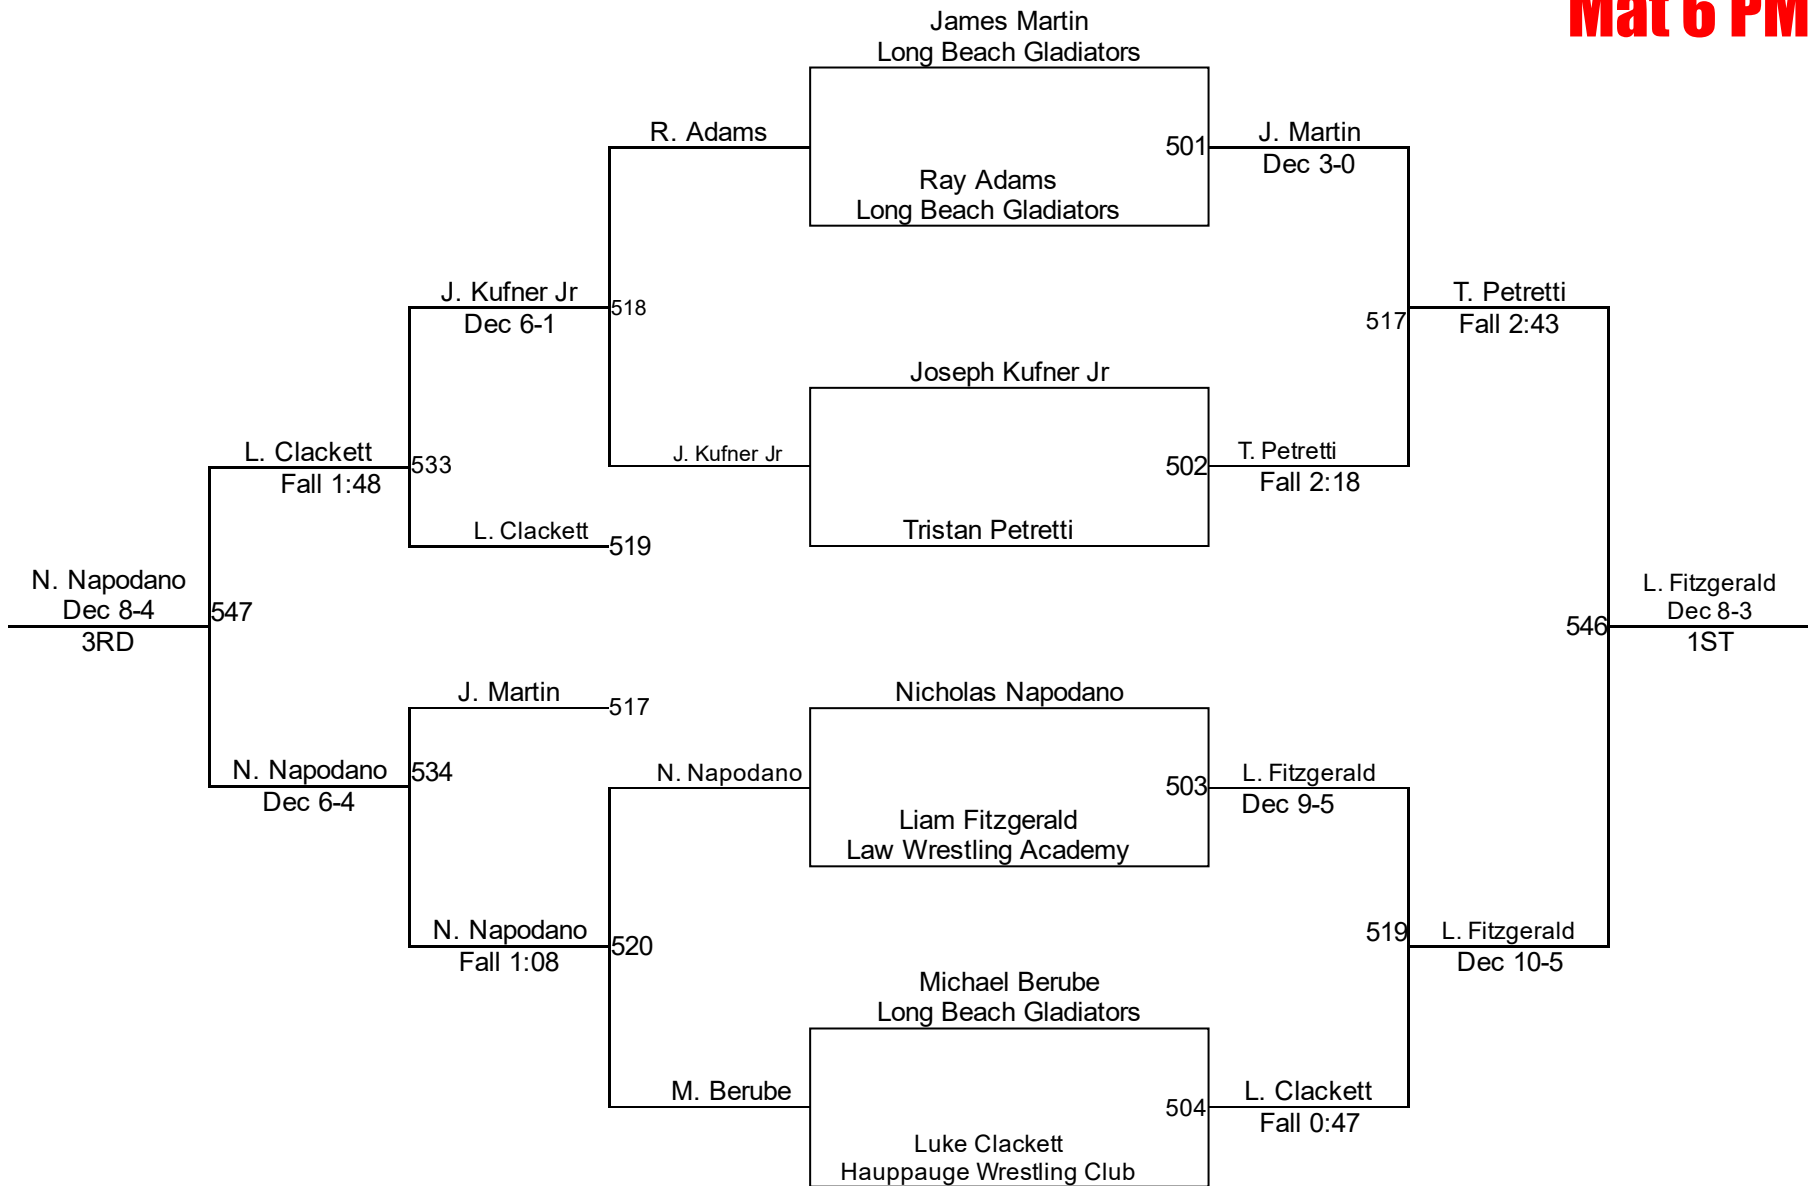 Mat 6 PM
James Martin
Long Beach Gladiators
R. Adams
501
J. Martin
Dec 3-0
Ray Adams
Long Beach Gladiators
J. Kufner Jr
Dec 6-1
518
517
T. Petretti
Fall 2:43
Joseph Kufner Jr
L. Clackett
Fall 1:48
533
J. Kufner Jr
502
T. Petretti
Fall 2:18
L. Clackett
519
Tristan Petretti
N. Napodano
Dec 8-4
3RD
547
546
L. Fitzgerald
Dec 8-3
1ST
J. Martin
517
Nicholas Napodano
N. Napodano
Dec 6-4
534
N. Napodano
503
L. Fitzgerald
Dec 9-5
Liam Fitzgerald
Law Wrestling Academy
N. Napodano
Fall 1:08
520
519
L. Fitzgerald
Dec 10-5
Michael Berube
Long Beach Gladiators
M. Berube
504
L. Clackett
Fall 0:47
Luke Clackett
Hauppauge Wrestling Club